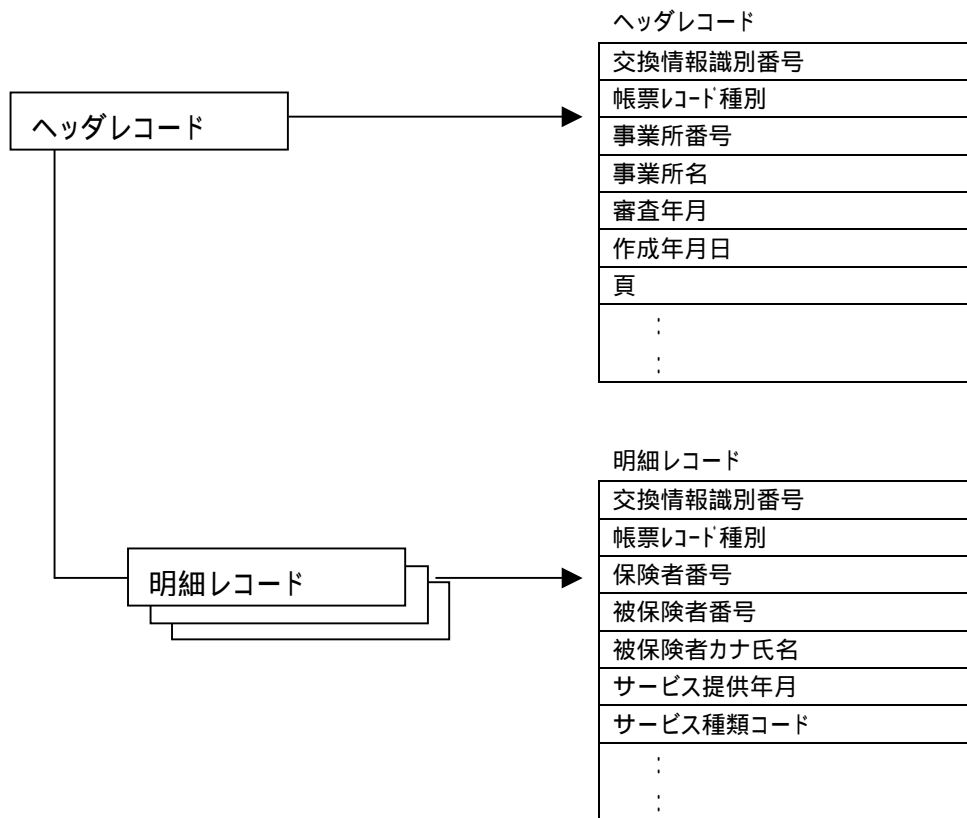 ヘッダレコード
交換情報識別番号
帳票ﾚｺｰﾄﾞ種別
事業所番号
事業所名
審査年月
作成年月日
頁
:
:
ヘッダレコード
明細レコード
交換情報識別番号
帳票ﾚｺｰﾄﾞ種別
保険者番号
被保険者番号
被保険者カナ氏名
サービス提供年月
サービス種類コード
:
:
明細レコード